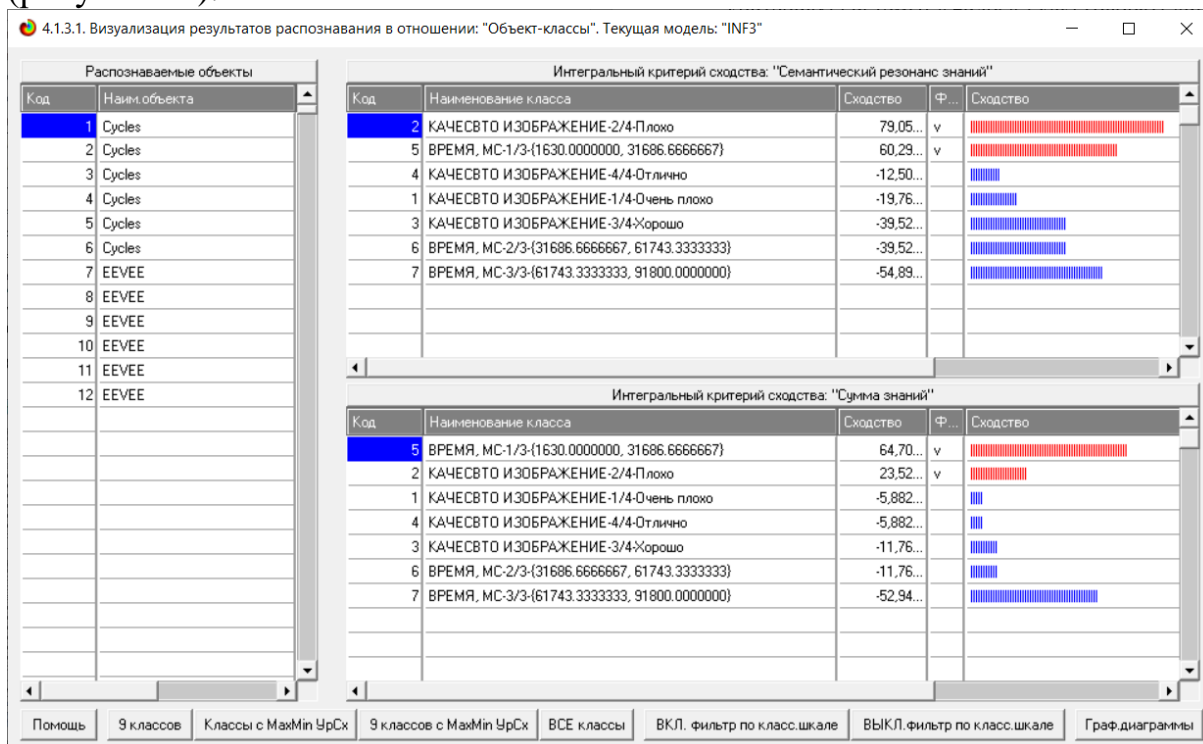 4.1.3.1. Визуализация результатов распознавания в отношении: "Объект-классы". Текущая модель: "INF3"
Распознаваемые объекты
Код Наим.объекта
1 Cycles
2 Cycles
3 Cycles
4 Cycles
5 Cycles
6 Cycles
7 EEVEE
8 EEVEE
9 EEVEE
10 EEVEE
11 EEVEE
12 EEVEE
Интегральный критерий сходства: "Семантический резонанс знаний"
Код Наименование класса Сходство Ф... Сходство
2 КАЧЕСВТО ИЗОБРАЖЕНИЕ-2/4-Плохо 79,05... v
5 ВРЕМЯ, МС-1/3-{1630.0000000, 31686.6666667} 60,29... v
4 КАЧЕСВТО ИЗОБРАЖЕНИЕ-4/4-Отлично -12,50...
1 КАЧЕСВТО ИЗОБРАЖЕНИЕ-1/4-Очень плохо -19,76...
3 КАЧЕСВТО ИЗОБРАЖЕНИЕ-3/4-Хорошо -39,52...
6 ВРЕМЯ, МС-2/3-{31686.6666667, 61743.3333333} -39,52...
7 ВРЕМЯ, МС-3/3-{61743.3333333, 91800.0000000} -54,89...
Интегральный критерий сходства: "Сумма знаний"
Код Наименование класса Сходство Ф... Сходство
5 ВРЕМЯ, МС-1/3-{1630.0000000, 31686.6666667} 64,70... v
2 КАЧЕСВТО ИЗОБРАЖЕНИЕ-2/4-Плохо 23,52... v
1 КАЧЕСВТО ИЗОБРАЖЕНИЕ-1/4-Очень плохо -5,882...
4 КАЧЕСВТО ИЗОБРАЖЕНИЕ-4/4-Отлично -5,882...
3 КАЧЕСВТО ИЗОБРАЖЕНИЕ-3/4-Хорошо -11,76...
6 ВРЕМЯ, МС-2/3-{31686.6666667, 61743.3333333} -11,76...
7 ВРЕМЯ, МС-3/3-{61743.3333333, 91800.0000000} -52,94...
Помощь 9 классов Классы с MaxMin УрСх 9 классов с MaxMin УрСх ВСЕ классы ВКЛ. фильтр по класс.шкале ВЫКЛ.фильтр по класс.шкале Граф.диаграммы